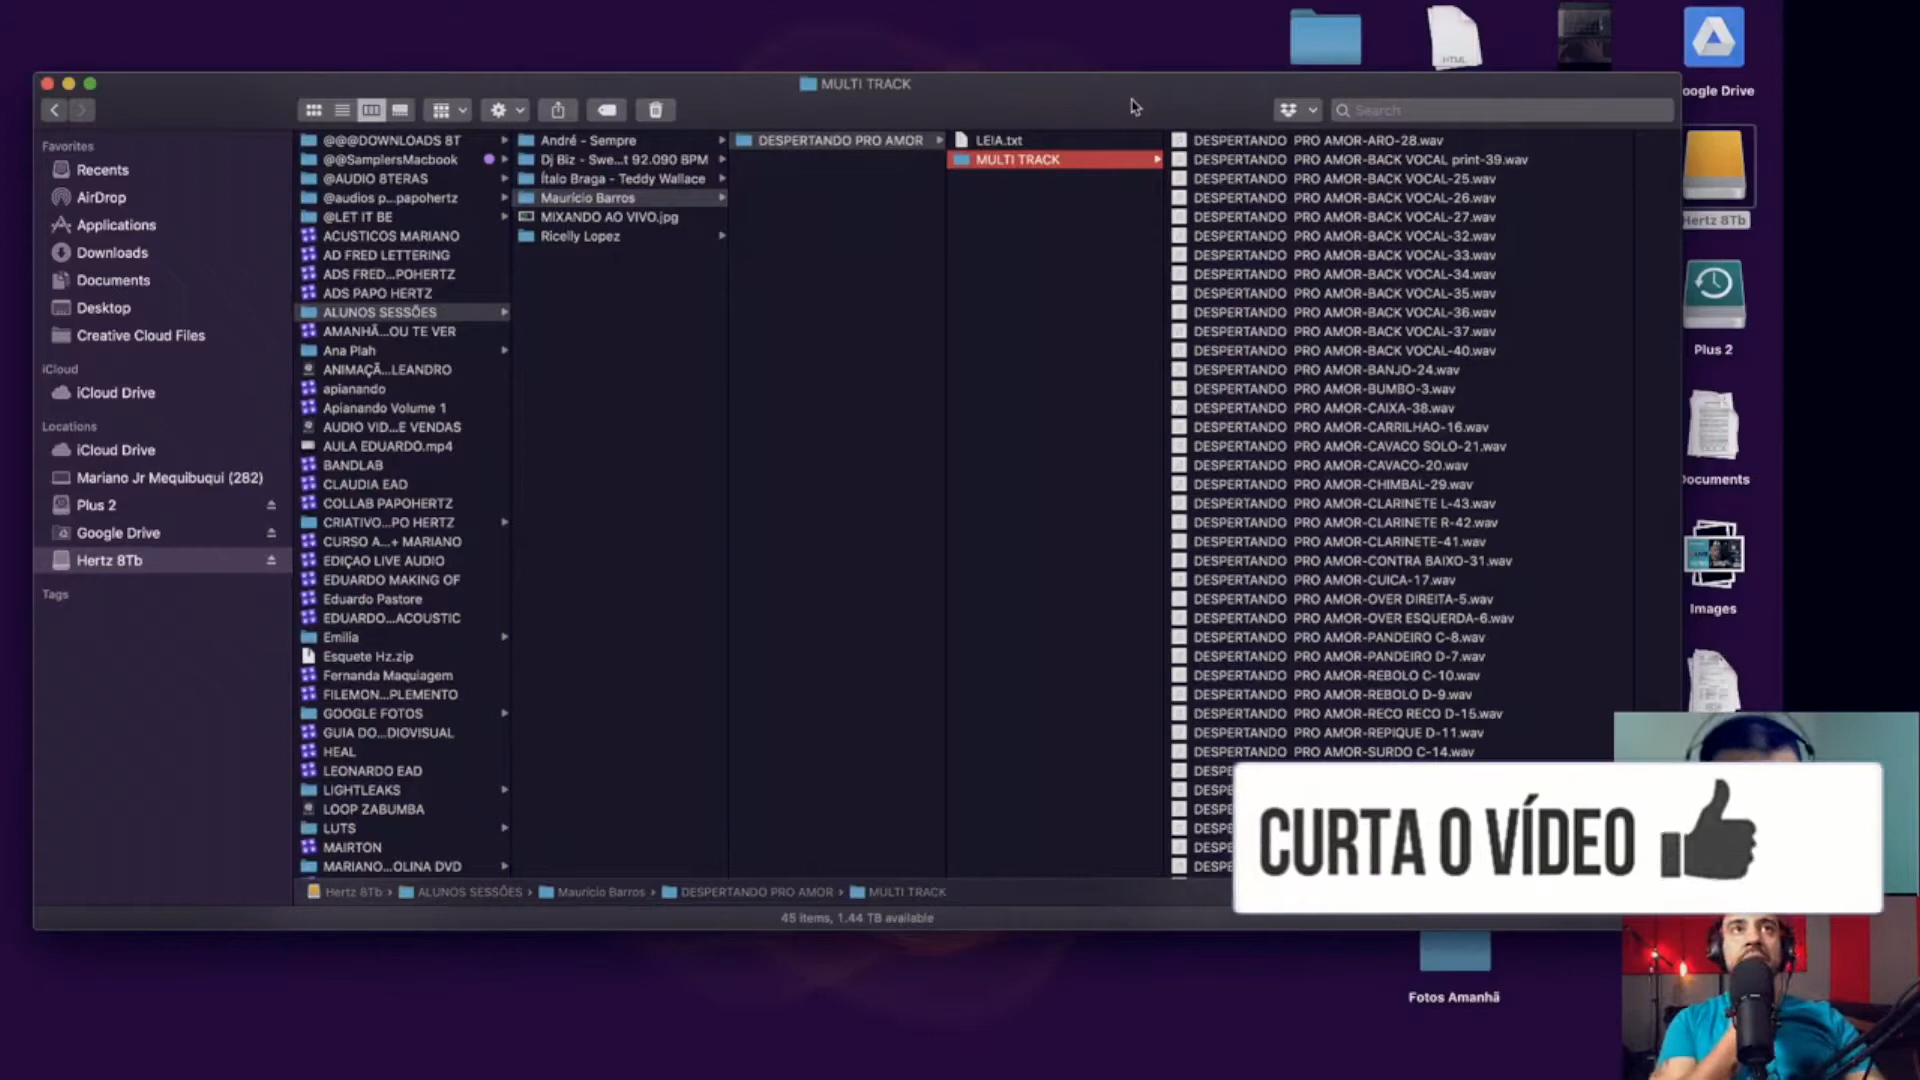 HTML
MULTI TRACK
Search
oogle Drive
Favorites
Recents
AirDrop
Applications
Downloads
Documents
Desktop
Creative Cloud Files
iCloud
iCloud Drive
Locations
iCloud Drive
Mariano Jr Mequibuqui (282)
Plus 2
Google Drive
Hertz 8Tb
Tags
@@@DOWNLOADS 8T
@@SamplersMacbook
@AUDIO 8TERAS
@audios p...papohertz
@LET IT BE
ACUSTICOS MARIANO
AD FRED LETTERING
ADS FRED...POHERTZ
ADS PAPO HERTZ
ALUNOS SESSÕES
AMANHÃ...OU TE VER
Ana Plah
ANIMAÇÃ...LEANDRO
apianando
Apianando Volume 1
AUDIO VID...E VENDAS
AULA EDUARDO.mp4
BANDLAB
CLAUDIA EAD
COLLAB PAPOHERTZ
CRIATIVO...PO HERTZ
CURSO A...+ MARIANO
EDIÇAO LIVE AUDIO
EDUARDO MAKING OF
Eduardo Pastore
EDUARDO...ACOUSTIC
Emilia
Esquete Hz.zip
Fernanda Maquiagem
FILEMON...PLEMENTO
GOOGLE FOTOS
GUIA DO...DIOVISUAL
HEAL
LEONARDO EAD
LIGHTLEAKS
LOOP ZABUMBA
LUTS
MAIRTON
MARIANO...OLINA DVD
André - Sempre
Dj Biz - Swe...t 92.090 BPM
Ítalo Braga - Teddy Wallace
Maurício Barros
MIXANDO AO VIVO.jpg
Ricelly Lopez
DESPERTANDO PRO AMOR
LEIA.txt
MULTI TRACK
DESPERTANDO PRO AMOR-ARO-28.wav
DESPERTANDO PRO AMOR-BACK VOCAL print-39.wav
DESPERTANDO PRO AMOR-BACK VOCAL-25.wav
DESPERTANDO PRO AMOR-BACK VOCAL-26.wav
DESPERTANDO PRO AMOR-BACK VOCAL-27.wav
DESPERTANDO PRO AMOR-BACK VOCAL-32.wav
DESPERTANDO PRO AMOR-BACK VOCAL-33.wav
DESPERTANDO PRO AMOR-BACK VOCAL-34.wav
DESPERTANDO PRO AMOR-BACK VOCAL-35.wav
DESPERTANDO PRO AMOR-BACK VOCAL-36.wav
DESPERTANDO PRO AMOR-BACK VOCAL-37.wav
DESPERTANDO PRO AMOR-BACK VOCAL-40.wav
DESPERTANDO PRO AMOR-BANJO-24.wav
DESPERTANDO PRO AMOR-BUMBO-3.wav
DESPERTANDO PRO AMOR-CAIXA-38.wav
DESPERTANDO PRO AMOR-CARRILHAO-16.wav
DESPERTANDO PRO AMOR-CAVACO SOLO-21.wav
DESPERTANDO PRO AMOR-CAVACO-20.wav
DESPERTANDO PRO AMOR-CHIMBAL-29.wav
DESPERTANDO PRO AMOR-CLARINETE L-43.wav
DESPERTANDO PRO AMOR-CLARINETE R-42.wav
DESPERTANDO PRO AMOR-CLARINETE-41.wav
DESPERTANDO PRO AMOR-CONTRA BAIXO-31.wav
DESPERTANDO PRO AMOR-CUICA-17.wav
DESPERTANDO PRO AMOR-OVER DIREITA-5.wav
DESPERTANDO PRO AMOR-OVER ESQUERDA-6.wav
DESPERTANDO PRO AMOR-PANDEIRO C-8.wav
DESPERTANDO PRO AMOR-PANDEIRO D-7.wav
DESPERTANDO PRO AMOR-REBOLO C-10.wav
DESPERTANDO PRO AMOR-REBOLO D-9.wav
DESPERTANDO PRO AMOR-RECO RECO D-15.wav
DESPERTANDO PRO AMOR-REPIQUE D-11.wav
DESPERTANDO PRO AMOR-SURDO C-14.wav
DESPE
DESPE
DESPE
DESPE
DESPE
DESPE
Hertz 8Tb
Plus 2
Documents
Images
CURTA O VÍDEO
Hertz 8Tb › ALUNOS SESSÕES › Maurício Barros › DESPERTANDO PRO AMOR › MULTI TRACK
45 items, 1.44 TB available
Fotos Amanhã